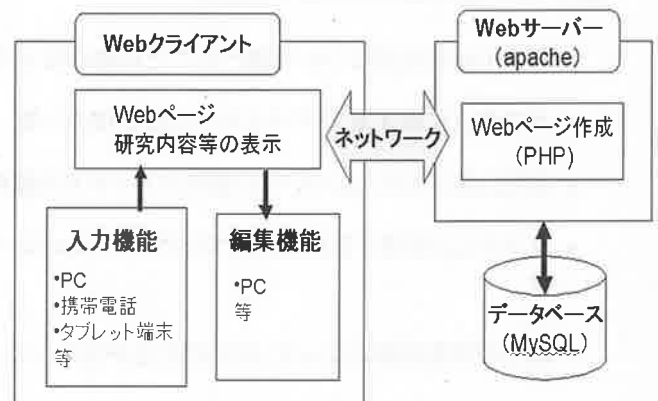 Webクライアント
Webページ
研究内容等の表示
入力機能
•PC
•携帯電話
•タブレット端末
等
編集機能
•PC
等
ネットワーク
Webサーバー
(apache)
Webページ作成
(PHP)
データベース
(MySQL)